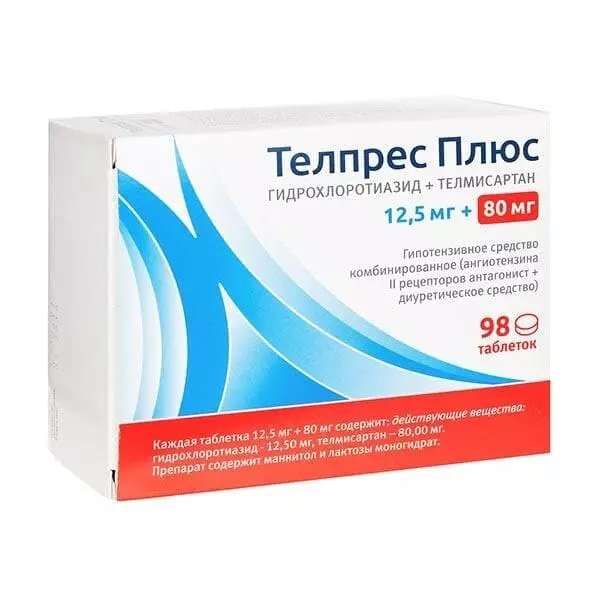 Телпрес Плюс
ГИДРОХЛОРОТИАЗИД + ТЕЛМИСАРТАН
12,5 мг + 80 мг
Гипотензивное средство
комбинированное (ангиотензина
II рецепторов антагонист +
диуретическое средство)
98
таблеток
Каждая таблетка 12,5 мг + 80 мг содержит: действующие вещества:
гидрохлоротиазид - 12,50 мг, телмисартан – 80,00 мг.
Препарат содержит маннитол и лактозы моногидрат.